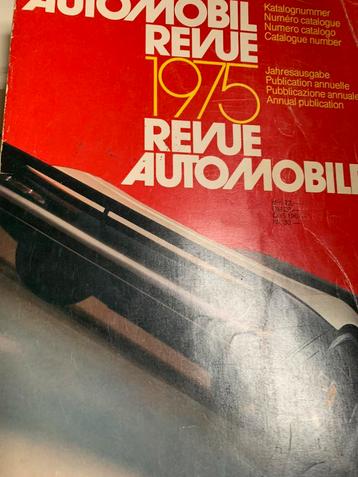 AUTOMOBIL
REVUE
1975
REVUE
AUTOMOBILE
Katalognummer
Numéro catalogue
Numero catalogo
Catalogue number
Jahresausgabe
Publication annuelle
Pubblicazione annuale
Annual publication